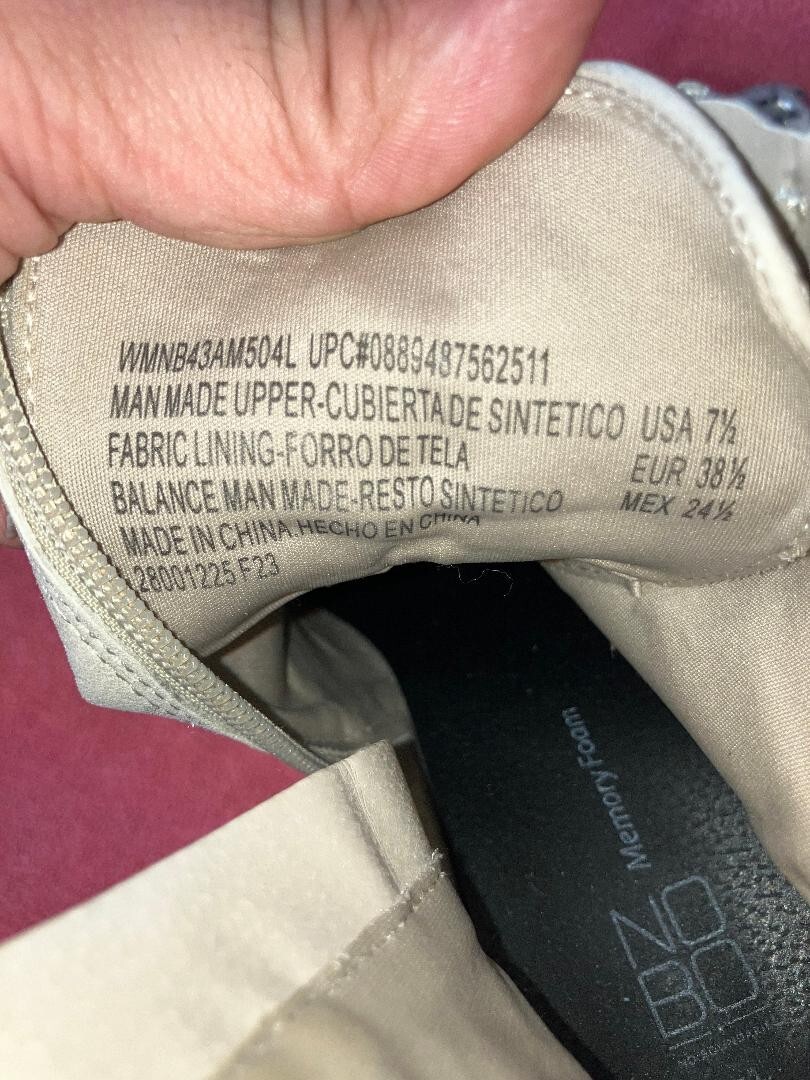 WMNB43AM504L UPC#0889487562511
MAN MADE UPPER-CUBIERTA DE SINTETICO USA 7½
FABRIC LINING-FORRO DE TELA EUR 38½
BALANCE MAN MADE-RESTO SINTETICO MEX 24½
MADE IN CHINA.HECHO EN CHINA
28001225 F23
Memory Foam
NO
BO